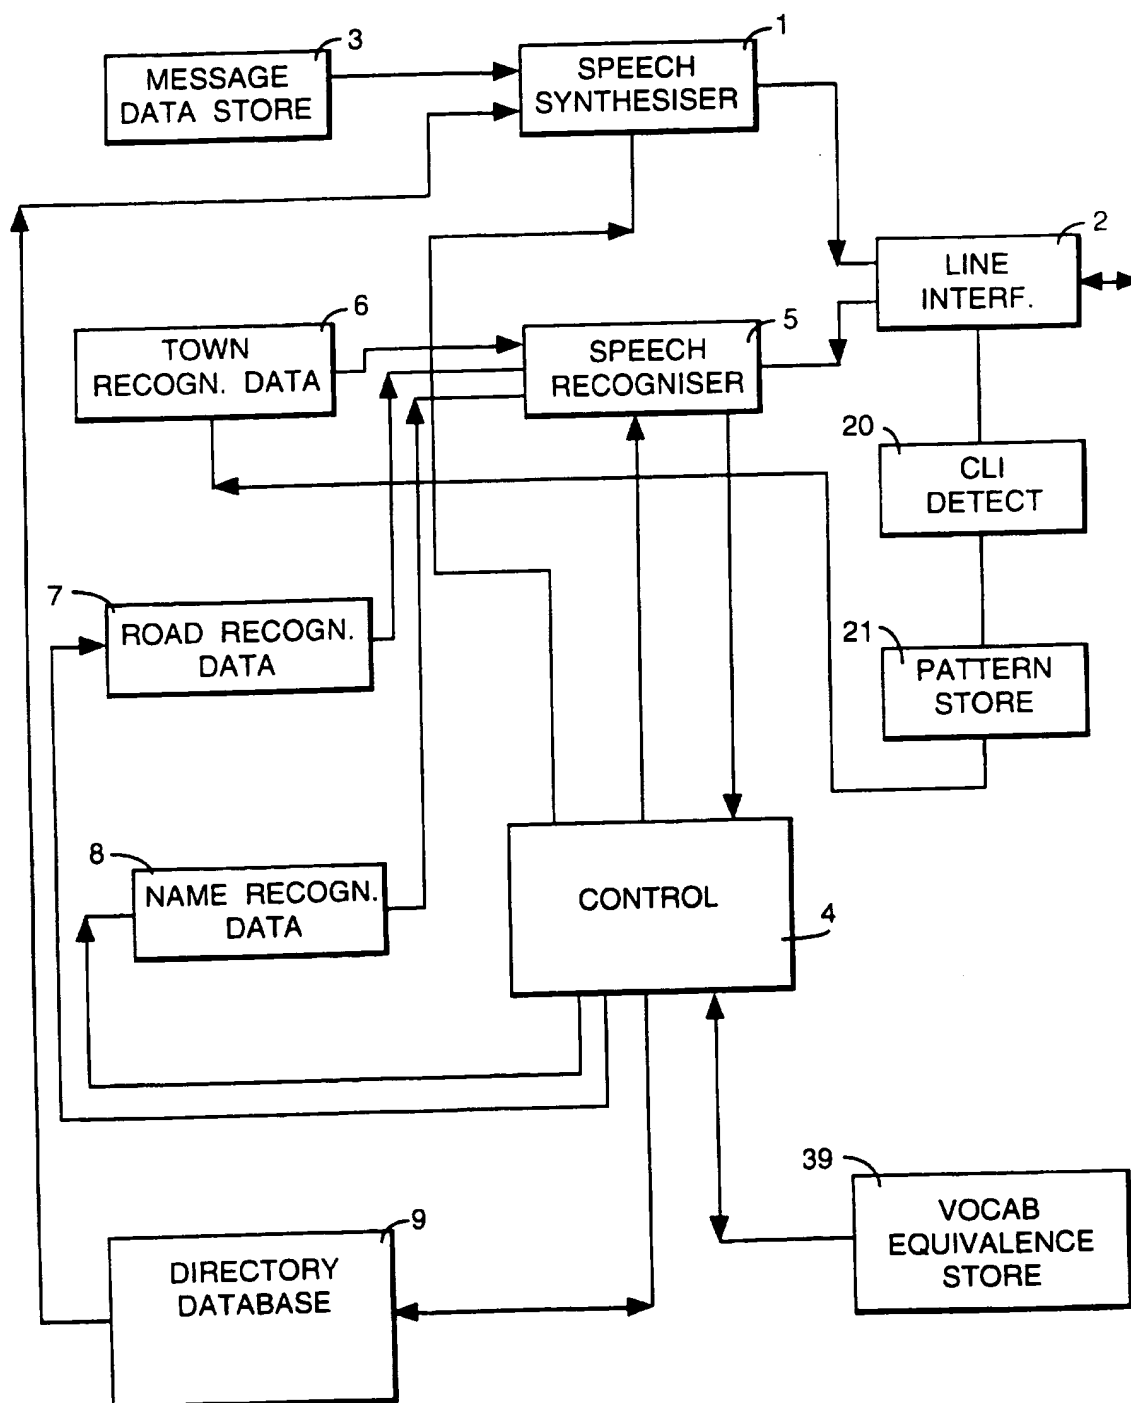 3
MESSAGE
DATA STORE
1
SPEECH
SYNTHESISER
2
LINE
INTERF.
6
TOWN
RECOGN. DATA
5
SPEECH
RECOGNISER
20
CLI
DETECT
7
ROAD RECOGN.
DATA
21
PATTERN
STORE
8
NAME RECOGN.
DATA
CONTROL
4
39
VOCAB
EQUIVALENCE
STORE
9
DIRECTORY
DATABASE